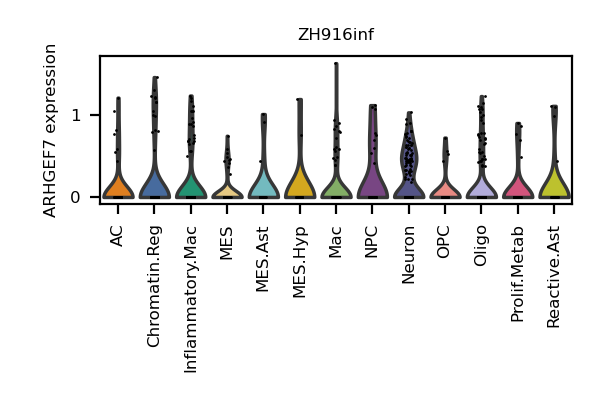 ZH916inf
ARHGEF7 expression
1
0
AC
Chromatin.Reg
Inflammatory.Mac
MES
MES.Ast
MES.Hyp
Mac
NPC
Neuron
OPC
Oligo
Prolif.Metab
Reactive.Ast